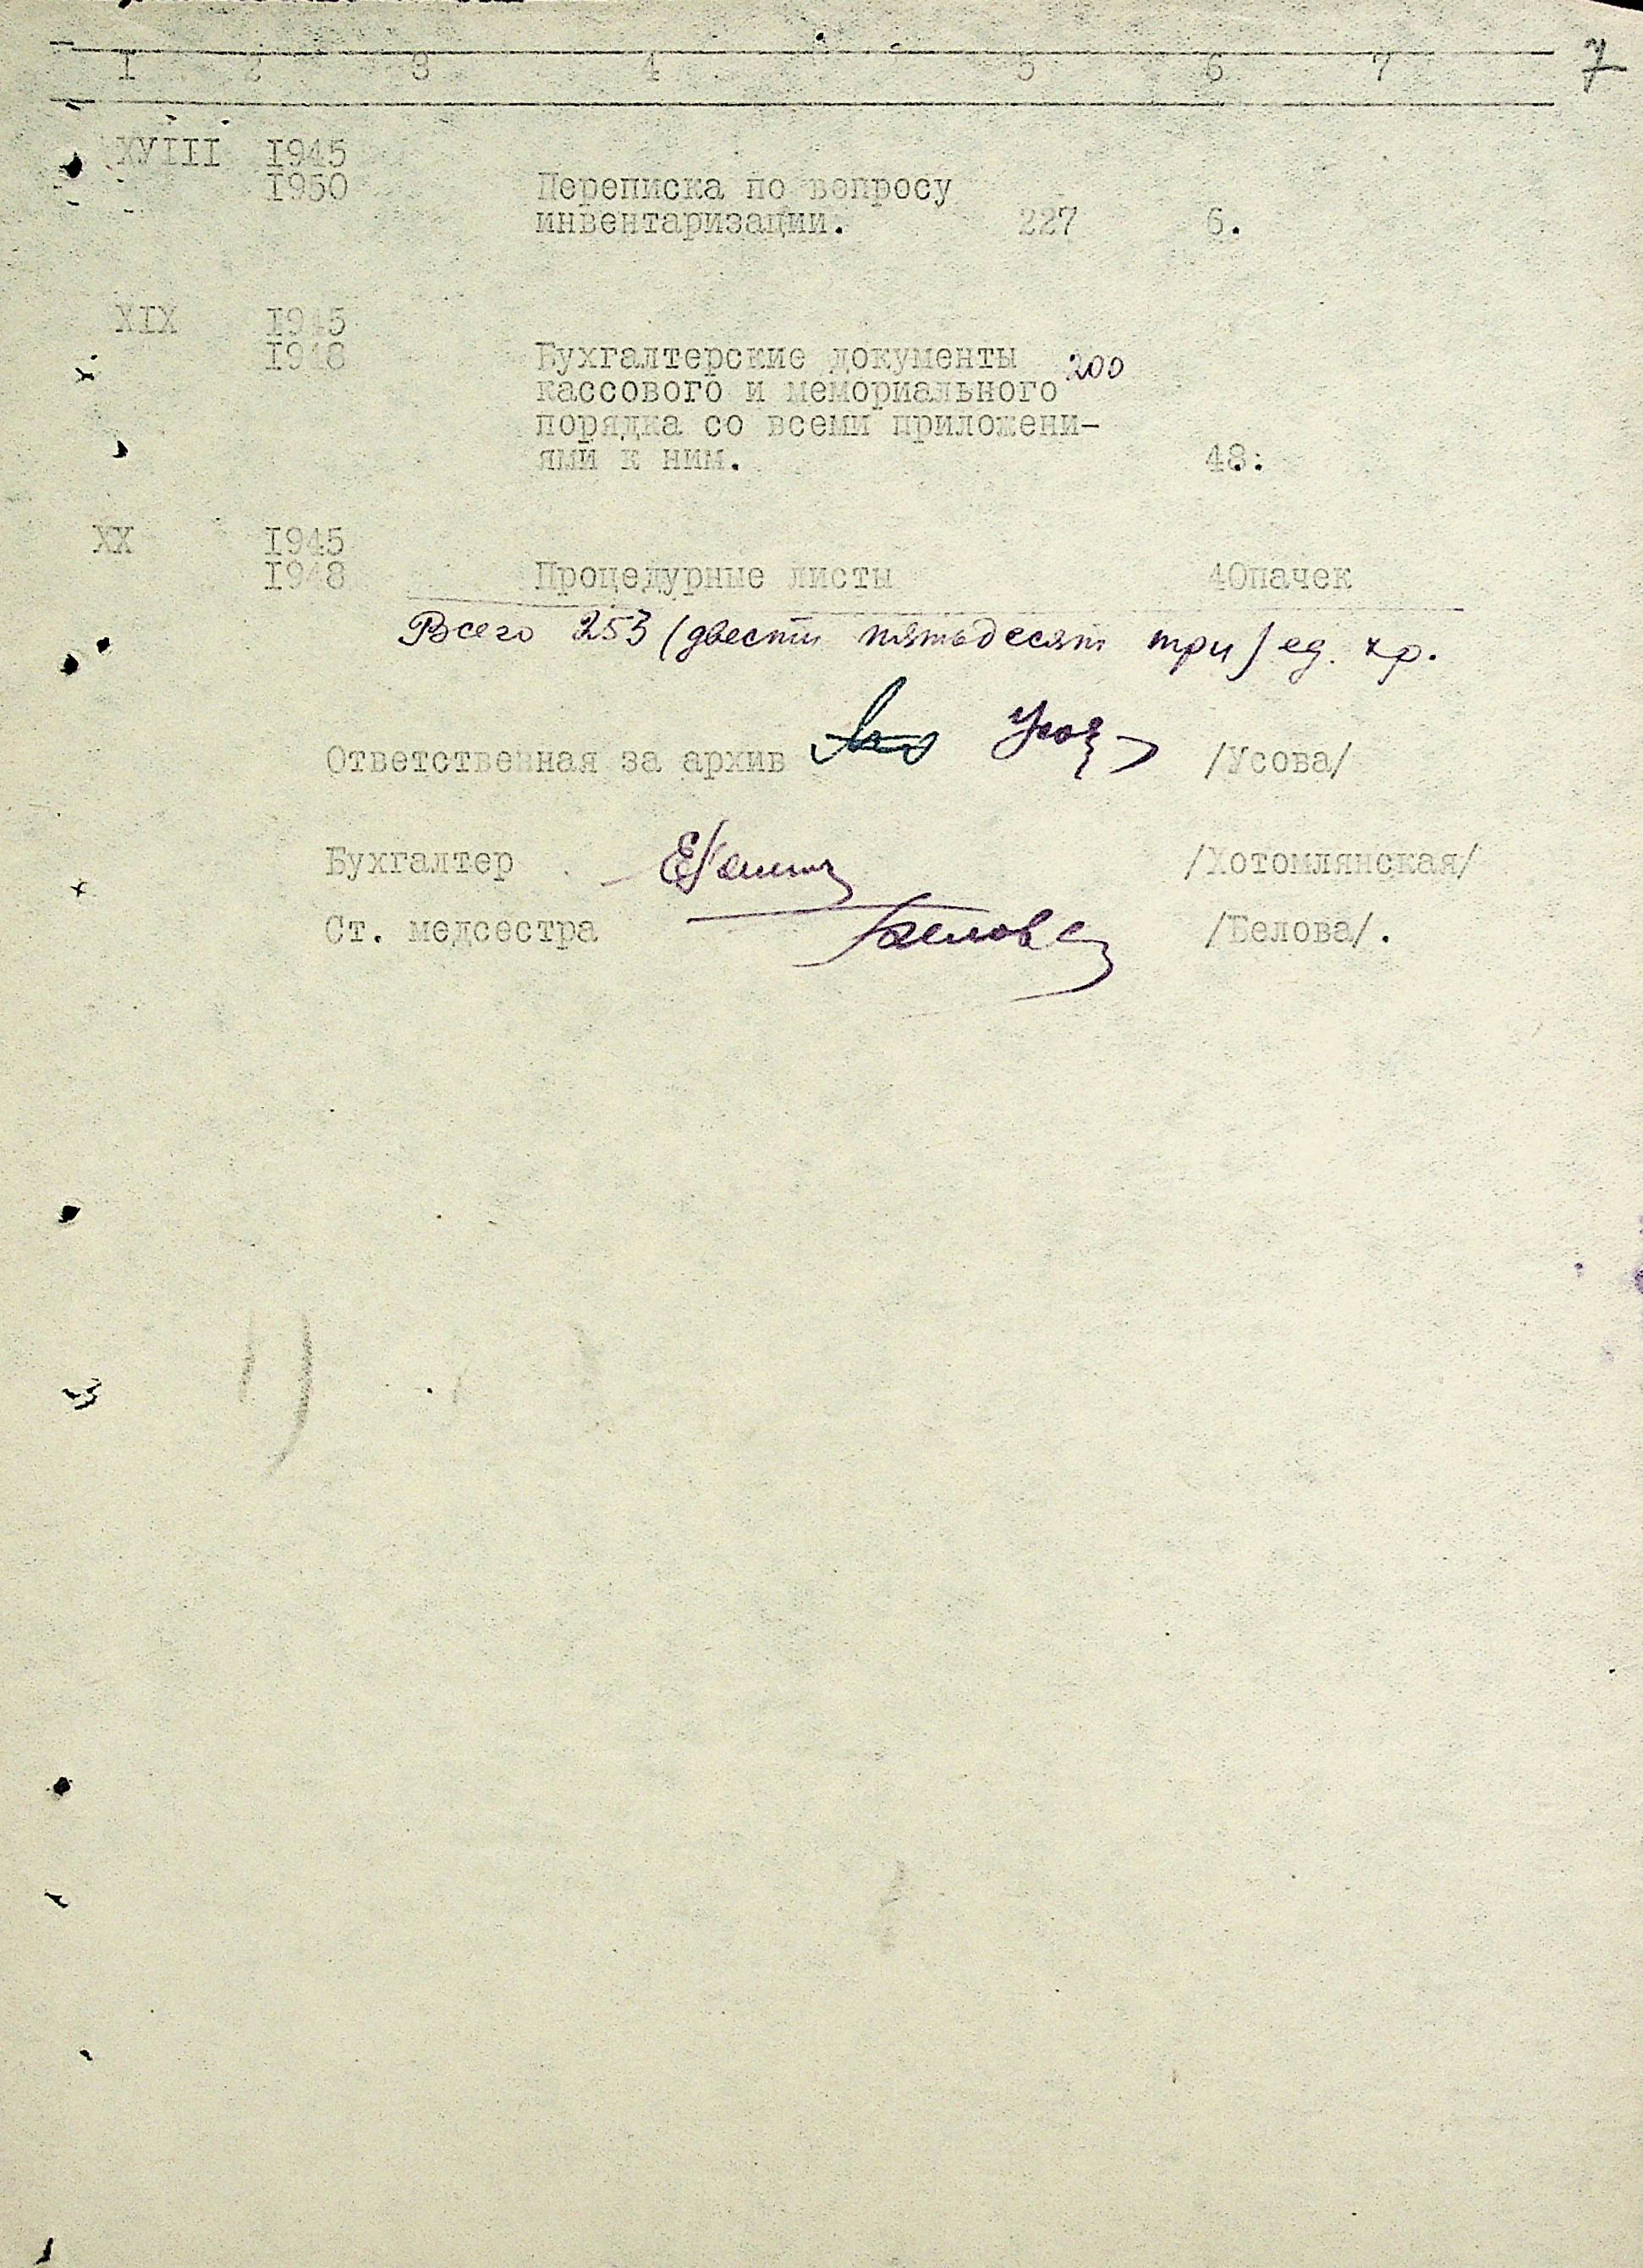 1 2 3 4 5 6 7
7
ХУIII 1945
1950 Переписка по вопросу
инвентаризации. 227 6.
XIX 1945
1948 Бухгалтерские документы 200
кассового и мемориального
порядка со всеми приложени-
ями к ним. 48.
XX 1945
1948 Процедурные листы 40пачек
Всего 253 (двести пятьдесят три) ед. хр.
Ответственная за архив /Усова/
Бухгалтер /Хотомлянская/
Ст. медсестра Белова /Белова/.